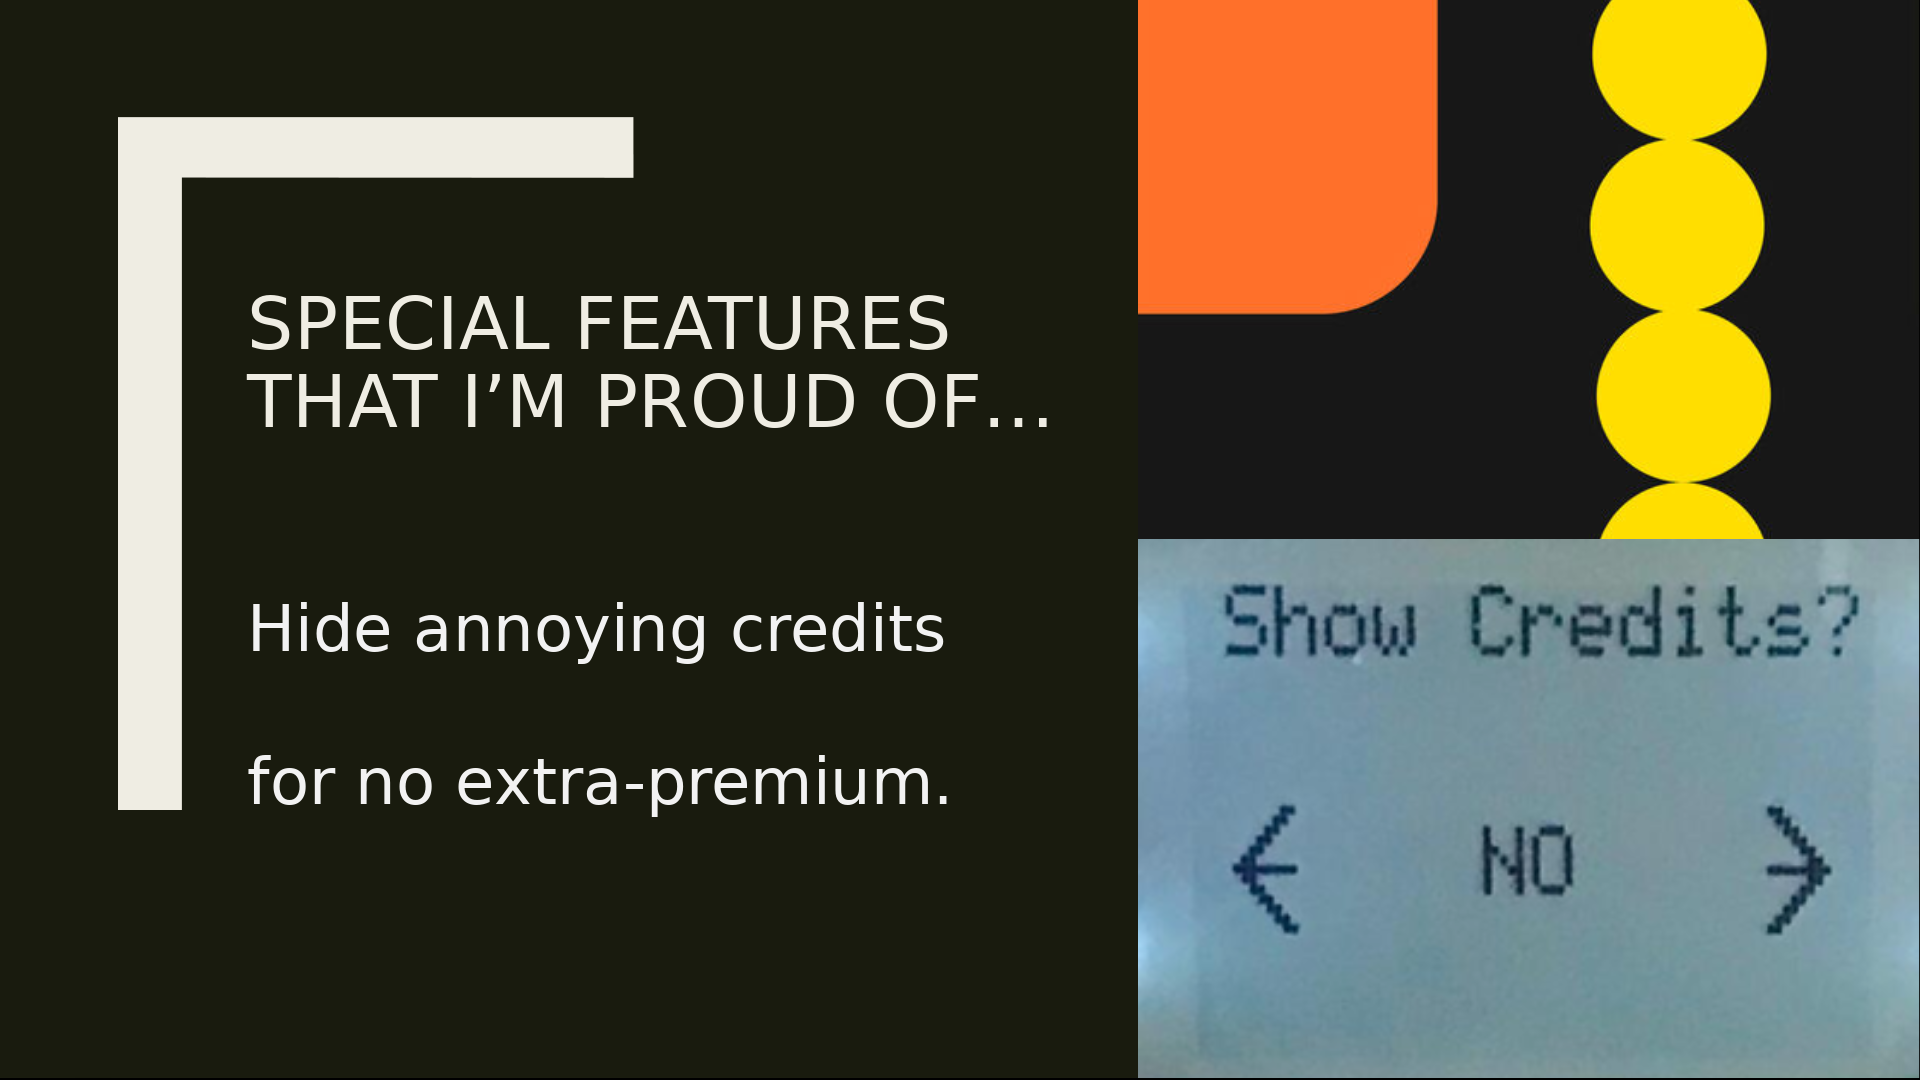 SPECIAL FEATURES
THAT I’M PROUD OF…
Hide annoying credits
for no extra-premium.
Show Credits?
← NO →